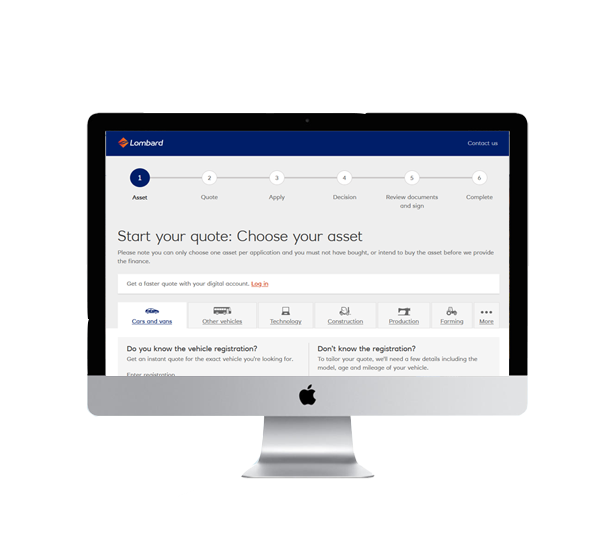 Lombard
Contact us
1 2 3 4 5 6
Asset Quote Apply Decision Review documents Complete
and sign
Start your quote: Choose your asset
Please note you can only choose one asset per application and you must not have bought, or intend to buy the asset before we provide
the finance.
Get a faster quote with your digital account. Log in
Cars and vans Other vehicles Technology Construction Production Farming More
Do you know the vehicle registration?
Get an instant quote for the exact vehicle you're looking for.
Enter registration
Don't know the registration?
To tailor your quote, we'll need a few details including the
model, age and mileage of your vehicle.